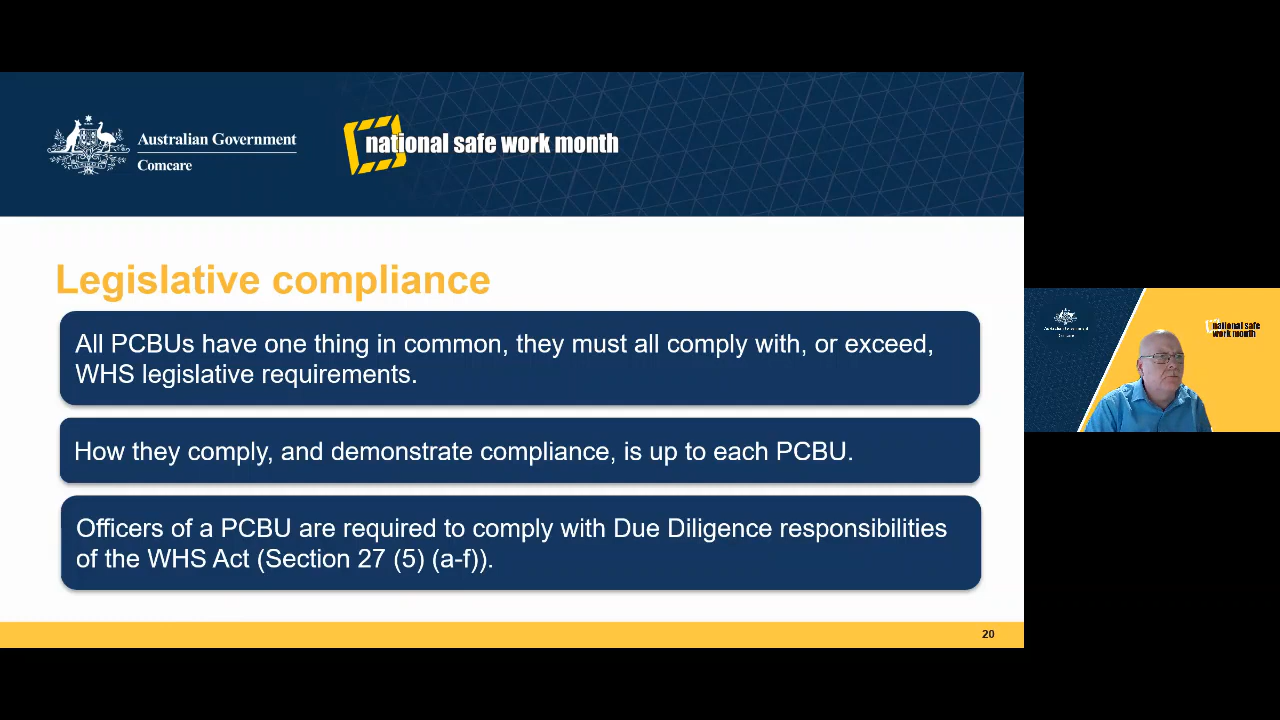 Australian Government
Comcare
national safe work month
Legislative compliance
All PCBUs have one thing in common, they must all comply with, or exceed,
WHS legislative requirements.
How they comply, and demonstrate compliance, is up to each PCBU.
Officers of a PCBU are required to comply with Due Diligence responsibilities
of the WHS Act (Section 27 (5) (a-f)).
20
Australian Government
Comcare
national safe
work month